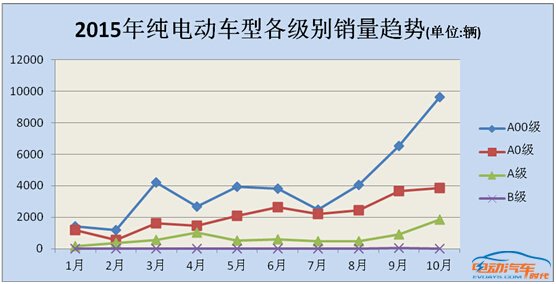 2015年纯电动车型各级别销量趋势(单位:辆)
12000
10000
8000
6000
4000
2000
0
1月 2月 3月 4月 5月 6月 7月 8月 9月 10月
A00级
A0级
A级
B级
电动汽车
EVDAYS.COM 时代